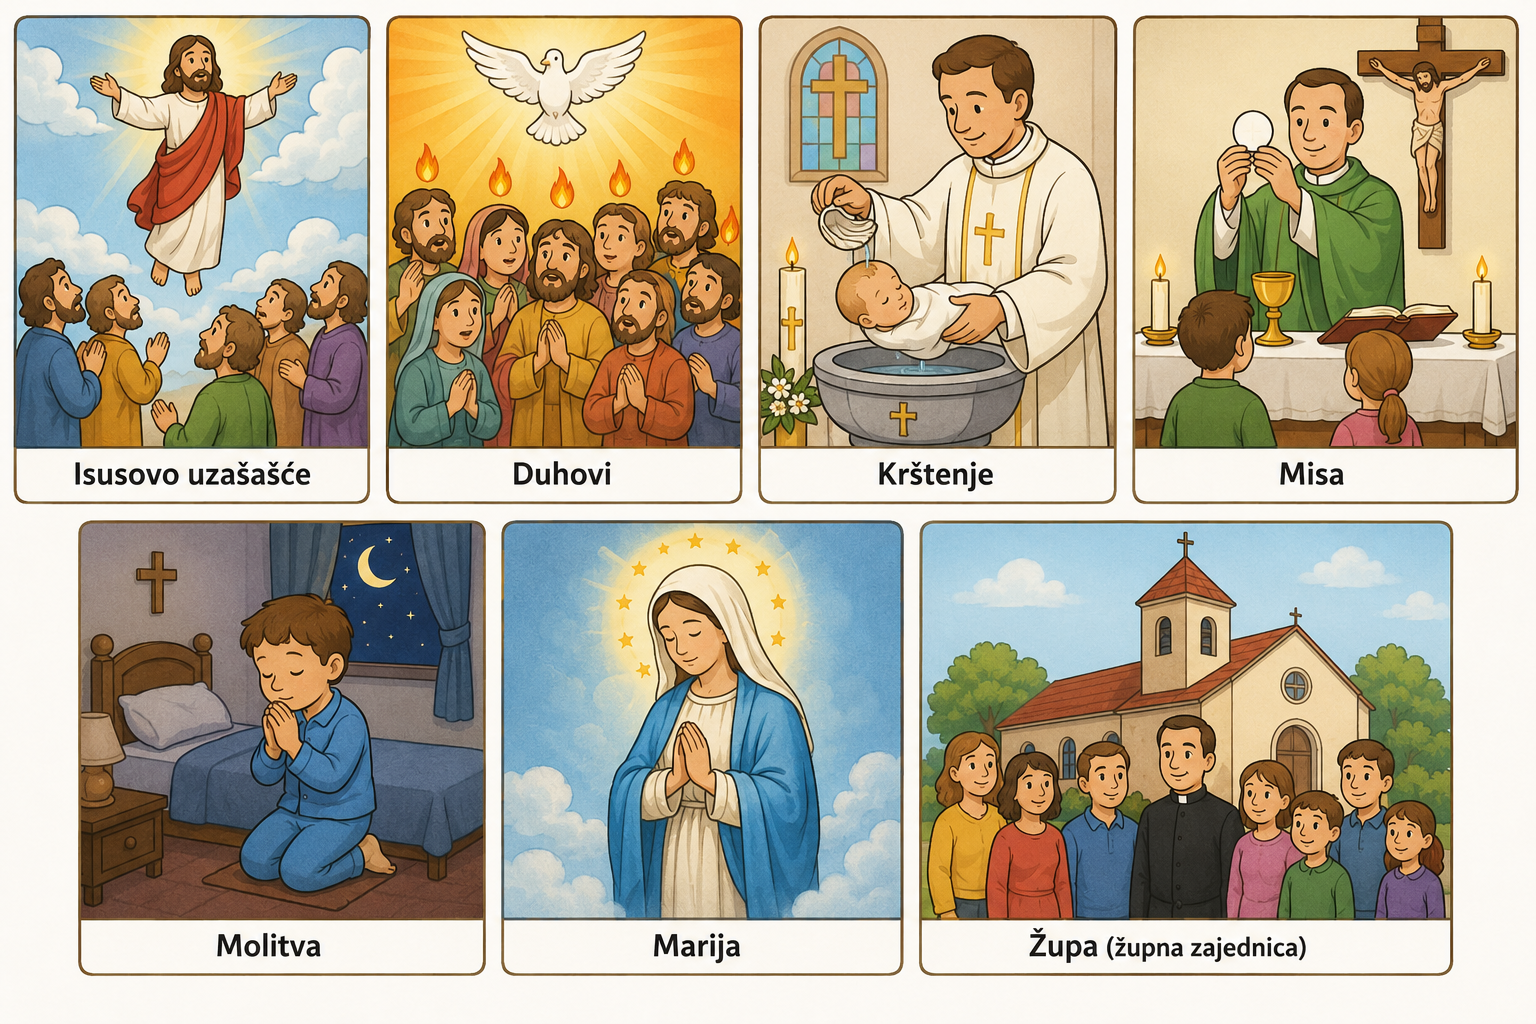 Isusovo uzašašće
Duhovi
Krštenje
Misa
Molitva
Marija
Župa (župna zajednica)